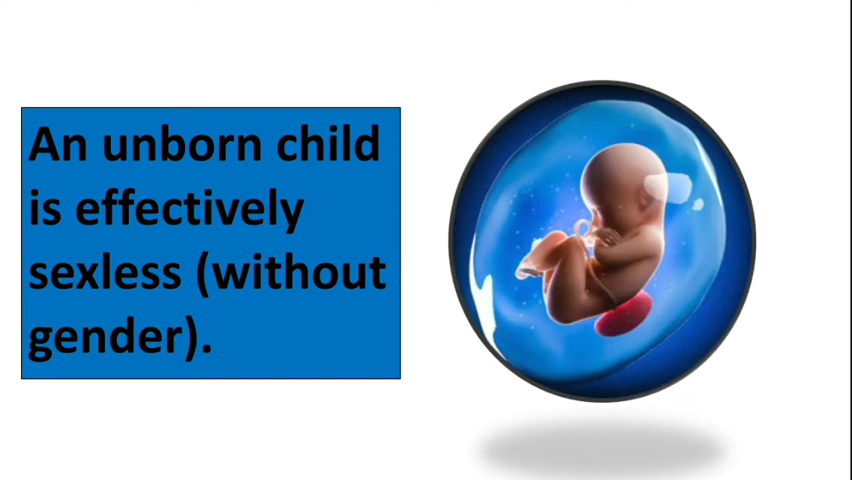 An unborn child
is effectively
sexless (without
gender).